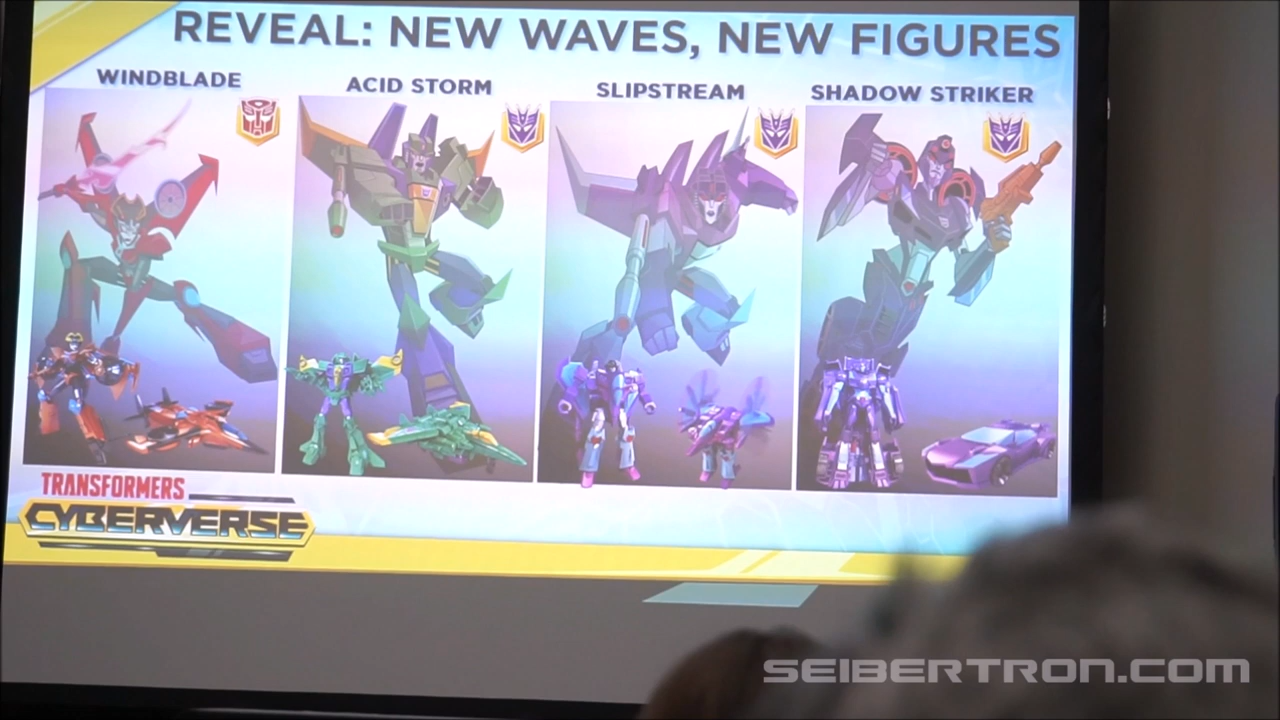 REVEAL: NEW WAVES, NEW FIGURES
WINDBLADE
ACID STORM
SLIPSTREAM
SHADOW STRIKER
TRANSFORMERS
CYBERVERSE
SEIBERTRON.COM